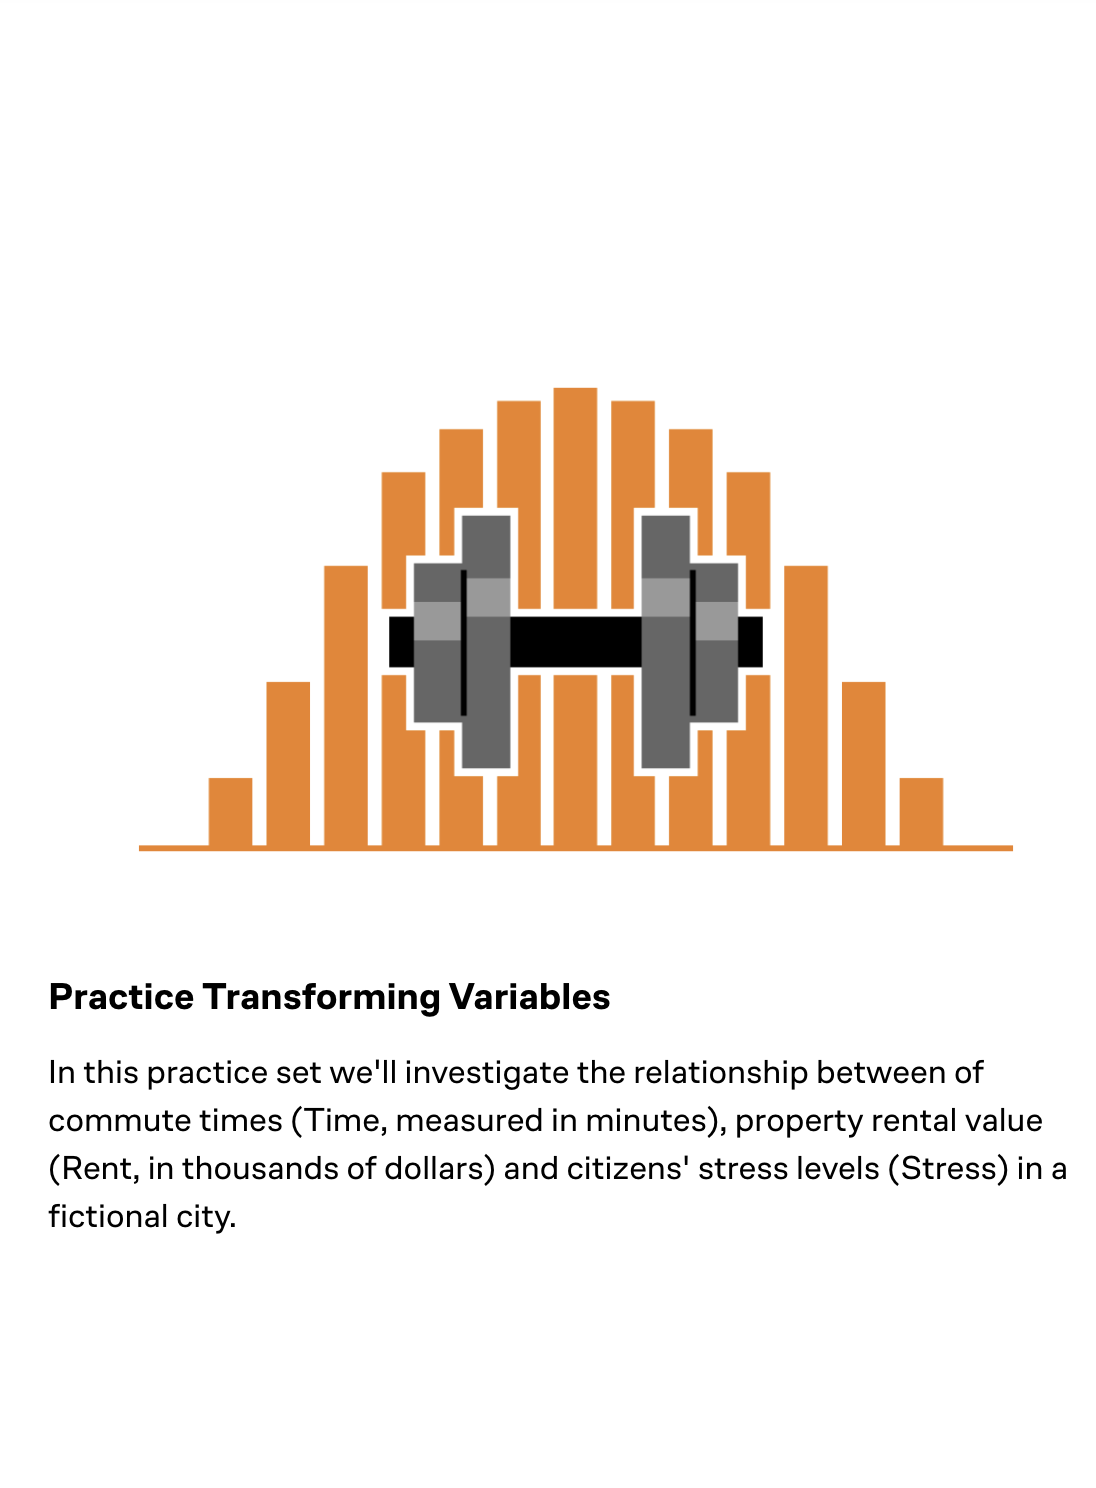 Practice Transforming Variables
In this practice set we'll investigate the relationship between of
commute times (Time, measured in minutes), property rental value
(Rent, in thousands of dollars) and citizens' stress levels (Stress) in a
fictional city.